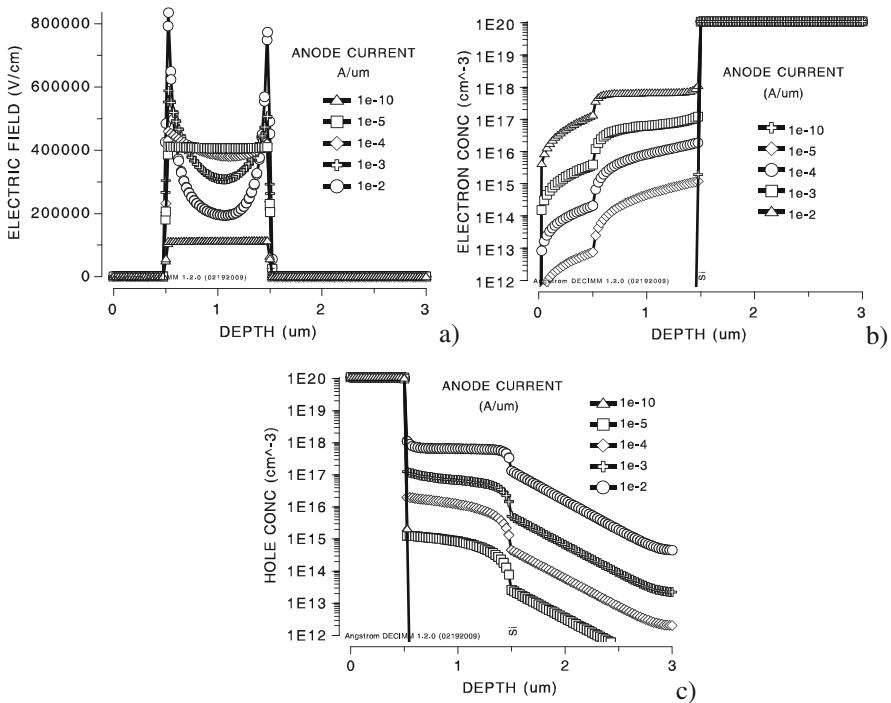 800000
600000
400000
200000
0
ELECTRIC FIELD (V/cm)
ANODE CURRENT
A/um
1e-10
1e-5
1e-4
1e-3
1e-2
MM 1.2.0 (02192009)
0 1 2 3
DEPTH (um)
a)
1E20
1E19
1E18
1E17
1E16
1E15
1E14
1E13
1E12
ELECTRON CONC (cm^-3)
ANODE CURRENT
(A/um)
1e-10
1e-5
1e-4
1e-3
1e-2
Angstrom DECIMM 1.2.0 (02192009)
Si
0 1 2 3
DEPTH (um)
b)
1E20
1E19
1E18
1E17
1E16
1E15
1E14
1E13
1E12
HOLE CONC (cm^-3)
ANODE CURRENT
(A/um)
1e-10
1e-5
1e-4
1e-3
1e-2
Angstrom DECIMM 1.2.0 (02192009)
Si
0 1 2 3
DEPTH (um)
c)